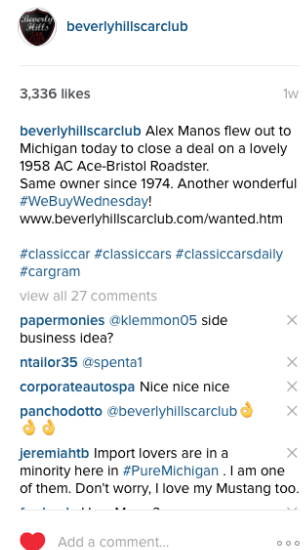 Beverly
Hills
beverlyhillscarclub
3,336 likes
1w
beverlyhillscarclub Alex Manos flew out to
Michigan today to close a deal on a lovely
1958 AC Ace-Bristol Roadster.
Same owner since 1974. Another wonderful
#WeBuyWednesday!
www.beverlyhillscarclub.com/wanted.htm
#classiccar #classiccars #classiccarsdaily
#cargram
view all 27 comments
papermonies @klemmon05 side
business idea?
ntailor35 @spenta1
corporateautospa Nice nice nice
panchodotto @beverlyhillscarclub👌
👌👌
jeremiahtb Import lovers are in a
minority here in #PureMichigan . I am one
of them. Don't worry, I love my Mustang too.
Add a comment...